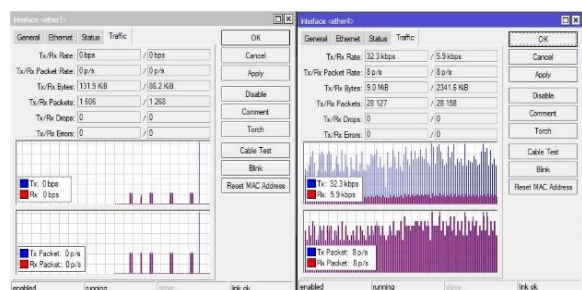 Interface <ether1>
General Ethernet Status Traffic
Tx/Rx Rate: 0 bps / 0 bps
Tx/Rx Packet Rate: 0 p/s / 0 p/s
Tx/Rx Bytes: 131.9 KiB / 86.2 KiB
Tx/Rx Packets: 1 606 / 1 268
Tx/Rx Drops: 0 / 0
Tx/Rx Errors: 0 / 0
Tx: 0 bps
Rx: 0 bps
Tx Packet: 0 p/s
Rx Packet: 0 p/s
OK
Cancel
Apply
Disable
Comment
Torch
Cable Test
Blink
Reset MAC Address
enabled running slave link ok
Interface <ether4>
General Ethernet Status Traffic
Tx/Rx Rate: 32.3 kbps / 5.9 kbps
Tx/Rx Packet Rate: 8 p/s / 8 p/s
Tx/Rx Bytes: 9.0 MiB / 2341.6 KiB
Tx/Rx Packets: 28 127 / 28 158
Tx/Rx Drops: 0 / 0
Tx/Rx Errors: 0 / 0
Tx: 32.3 kbps
Rx: 5.9 kbps
Tx Packet: 8 p/s
Rx Packet: 8 p/s
OK
Cancel
Apply
Disable
Comment
Torch
Cable Test
Blink
Reset MAC Address
enabled running slave link ok